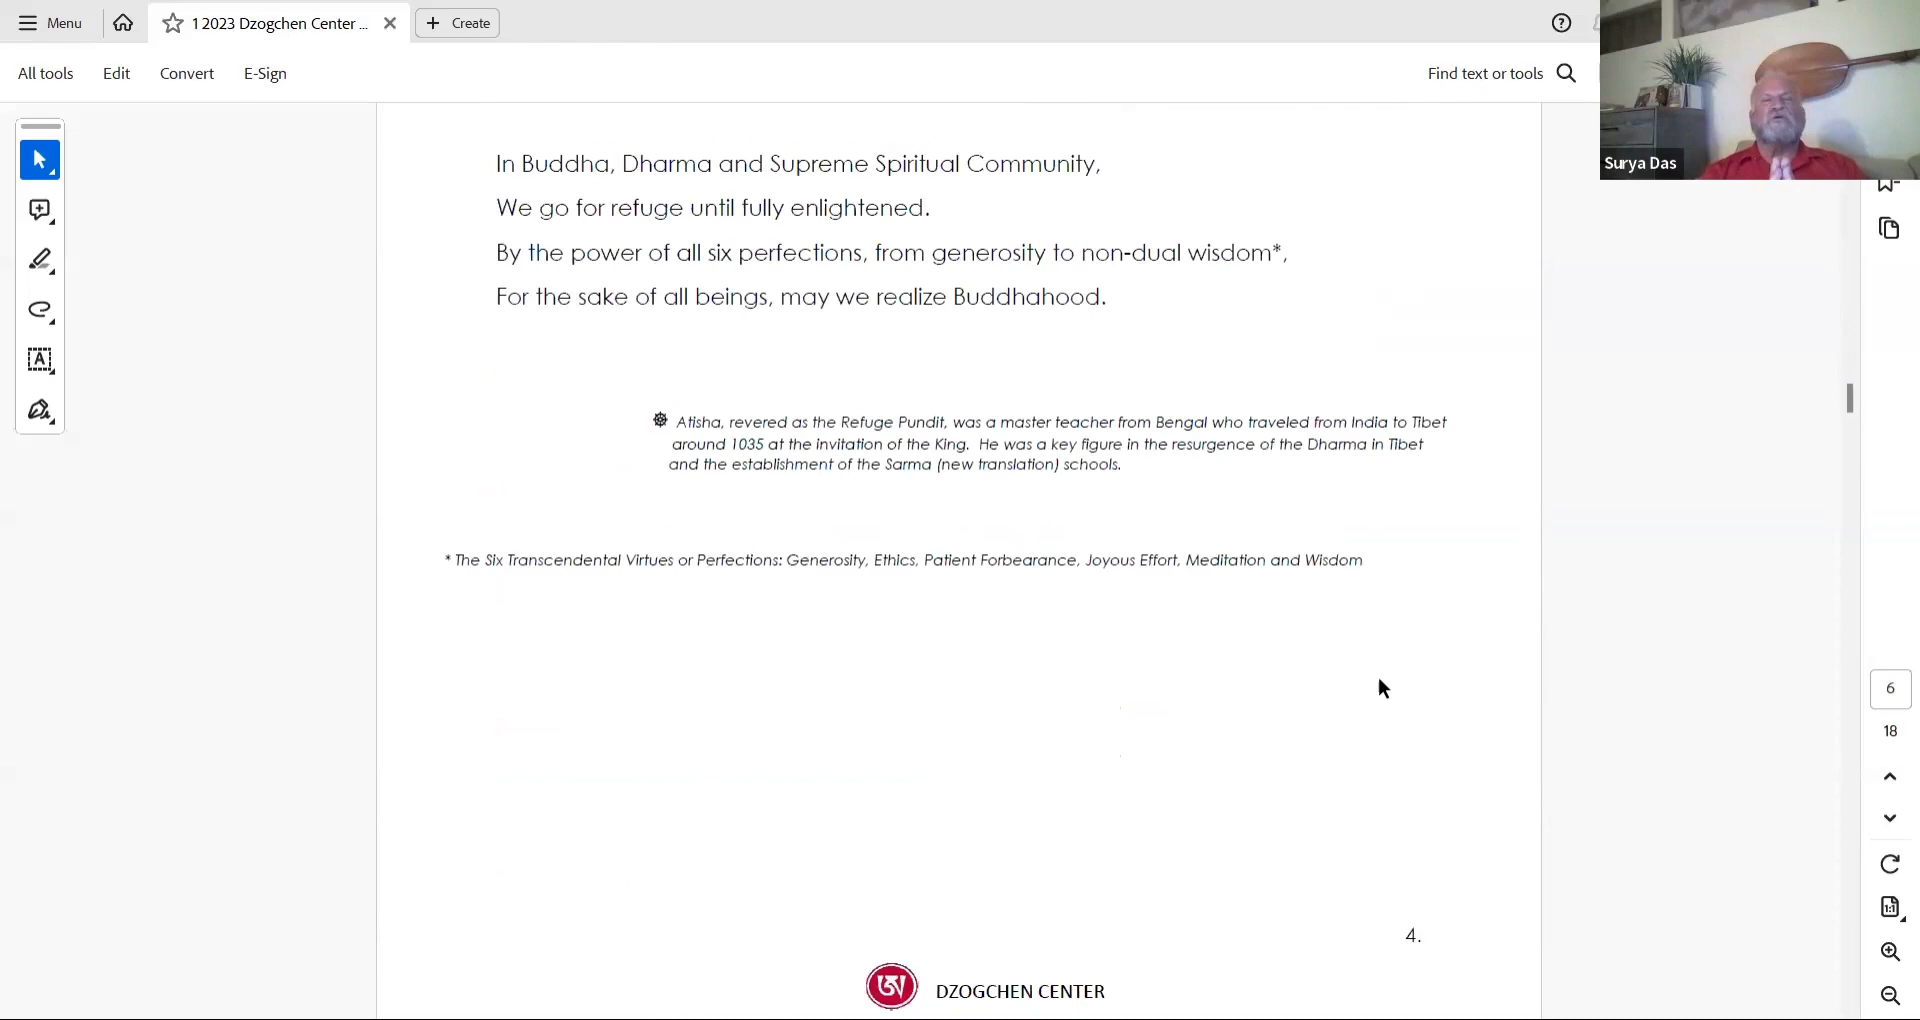 Menu
1 2023 Dzogchen Center ...
Create
All tools
Edit
Convert
E-Sign
Find text or tools
Surya Das
In Buddha, Dharma and Supreme Spiritual Community,
We go for refuge until fully enlightened.
By the power of all six perfections, from generosity to non-dual wisdom*,
For the sake of all beings, may we realize Buddhahood.
Atisha, revered as the Refuge Pundit, was a master teacher from Bengal who traveled from India to Tibet
around 1035 at the invitation of the King. He was a key figure in the resurgence of the Dharma in Tibet
and the establishment of the Sarma (new translation) schools.
* The Six Transcendental Virtues or Perfections: Generosity, Ethics, Patient Forbearance, Joyous Effort, Meditation and Wisdom
6
18
4.
ༀ DZOGCHEN CENTER